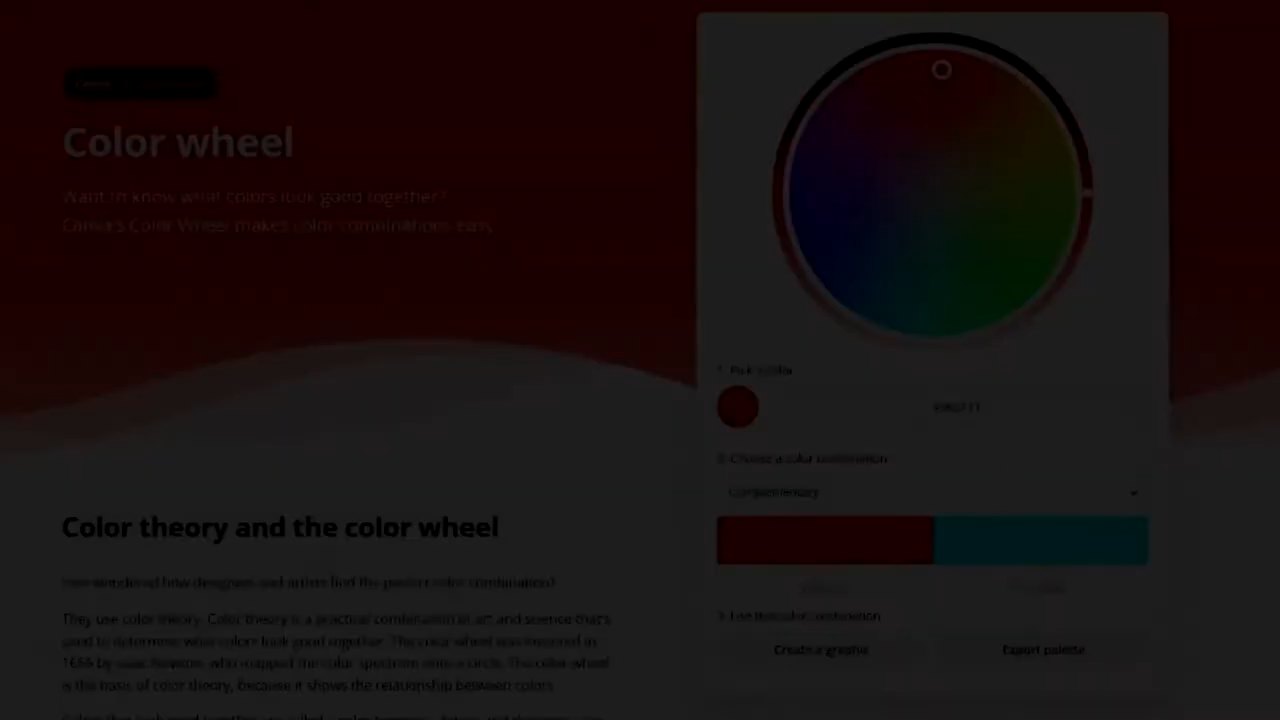 Color wheel
Want to know what colors look good together?
Canva's Color Wheel makes color combinations easy.
Pick a color
Choose a color combination
Complementary
Use this color combination
Create a graphic
Export palette
Color theory and the color wheel
Ever wondered how designers and artists find the perfect color combination?
They use color theory. Color theory is a practical combination of art and science that's
used to determine what colors look good together. The color wheel was invented in
1666 by Isaac Newton, who mapped the color spectrum onto a circle. The color wheel
is the basis of color theory, because it shows the relationship between colors.